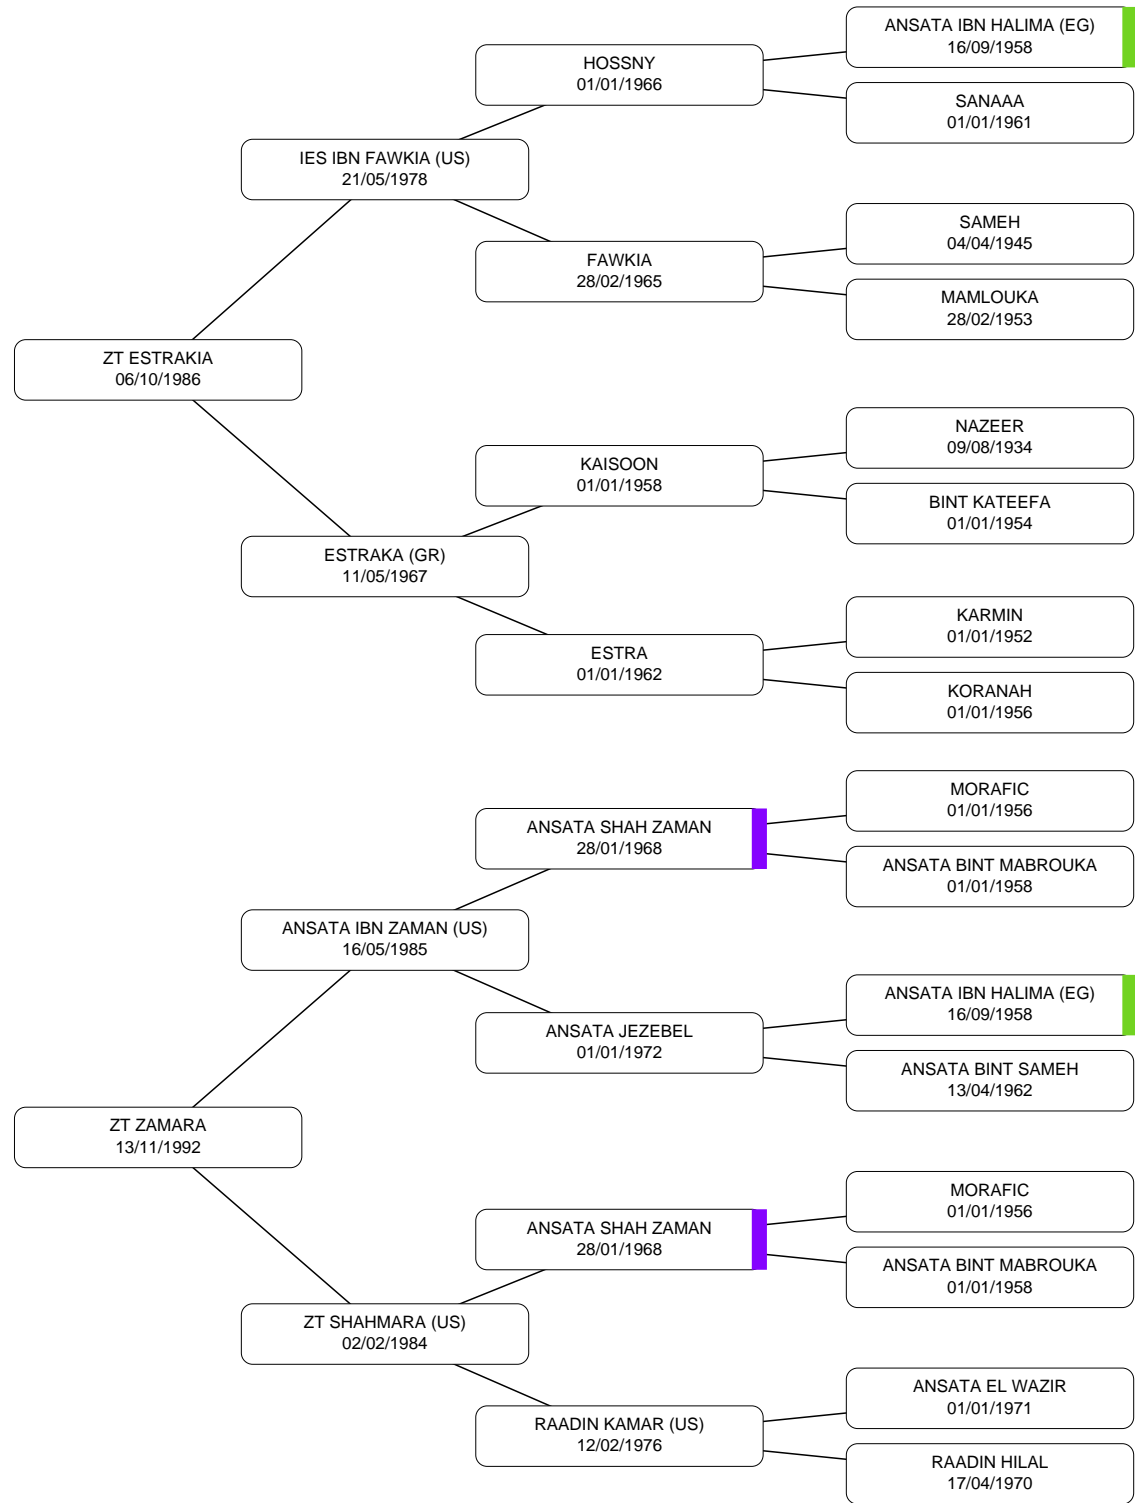 ANSATA IBN HALIMA (EG)
16/09/1958
HOSSNY
01/01/1966
SANAAA
01/01/1961
IES IBN FAWKIA (US)
21/05/1978
SAMEH
04/04/1945
FAWKIA
28/02/1965
MAMLOUKA
28/02/1953
ZT ESTRAKIA
06/10/1986
NAZEER
09/08/1934
KAISOON
01/01/1958
BINT KATEEFA
01/01/1954
ESTRAKA (GR)
11/05/1967
KARMIN
01/01/1952
ESTRA
01/01/1962
KORANAH
01/01/1956
MORAFIC
01/01/1956
ANSATA SHAH ZAMAN
28/01/1968
ANSATA BINT MABROUKA
01/01/1958
ANSATA IBN ZAMAN (US)
16/05/1985
ANSATA IBN HALIMA (EG)
16/09/1958
ANSATA JEZEBEL
01/01/1972
ANSATA BINT SAMEH
13/04/1962
ZT ZAMARA
13/11/1992
MORAFIC
01/01/1956
ANSATA SHAH ZAMAN
28/01/1968
ANSATA BINT MABROUKA
01/01/1958
ZT SHAHMARA (US)
02/02/1984
ANSATA EL WAZIR
01/01/1971
RAADIN KAMAR (US)
12/02/1976
RAADIN HILAL
17/04/1970